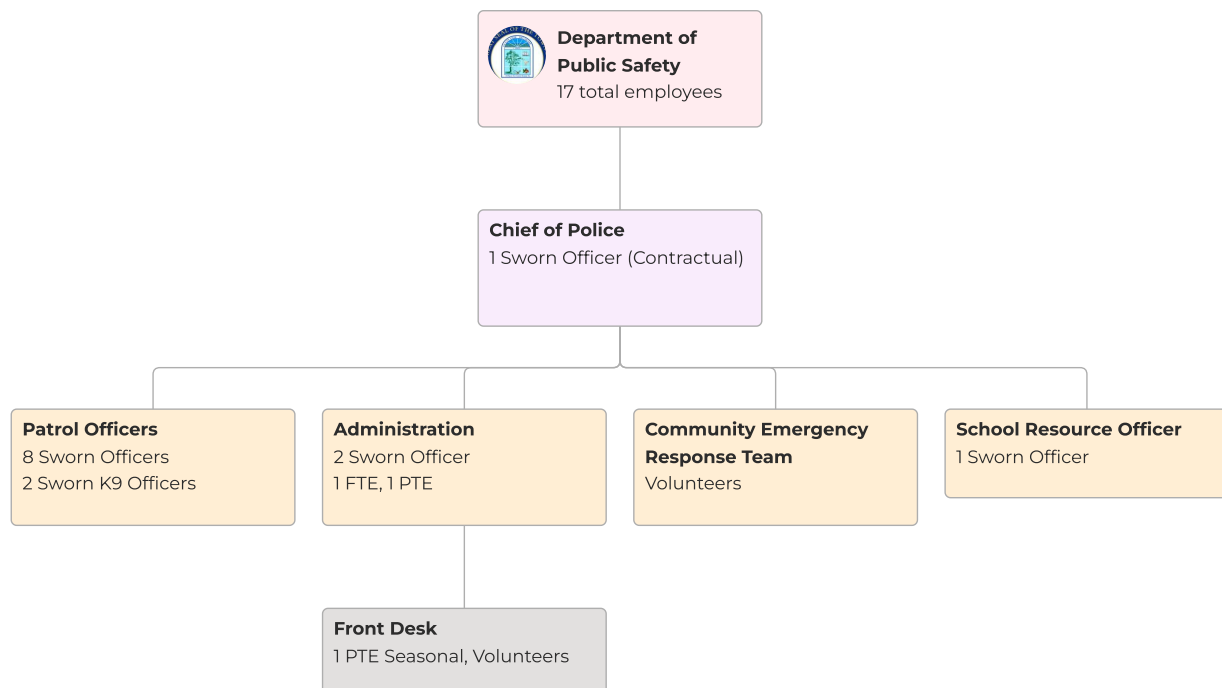 Department of
Public Safety
17 total employees
Chief of Police
1 Sworn Officer (Contractual)
Patrol Officers
8 Sworn Officers
2 Sworn K9 Officers
Administration
2 Sworn Officer
1 FTE, 1 PTE
Community Emergency
Response Team
Volunteers
School Resource Officer
1 Sworn Officer
Front Desk
1 PTE Seasonal, Volunteers